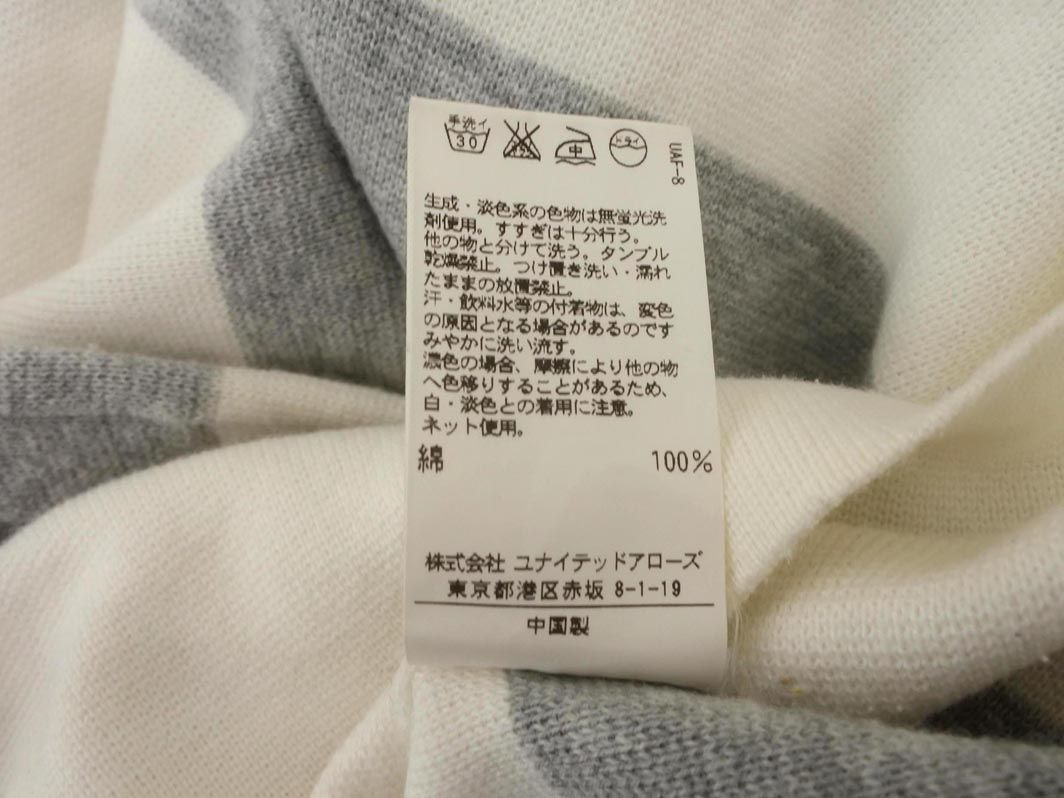 手洗イ
30
中
ドライ
UAF-8
生成・淡色系の色物は無蛍光洗
剤使用。すすぎは十分行う。
他の物と分けて洗う。タンブル
乾燥禁止。つけ置き洗い・濡れ
たままの放置禁止。
汗・飲料水等の付着物は、変色
の原因となる場合があるのです
みやかに洗い流す。
濃色の場合、摩擦により他の物
へ色移りすることがあるため、
白・淡色との着用に注意。
ネット使用。
綿 100%
株式会社 ユナイテッドアローズ
東京都港区赤坂 8-1-19
中国製